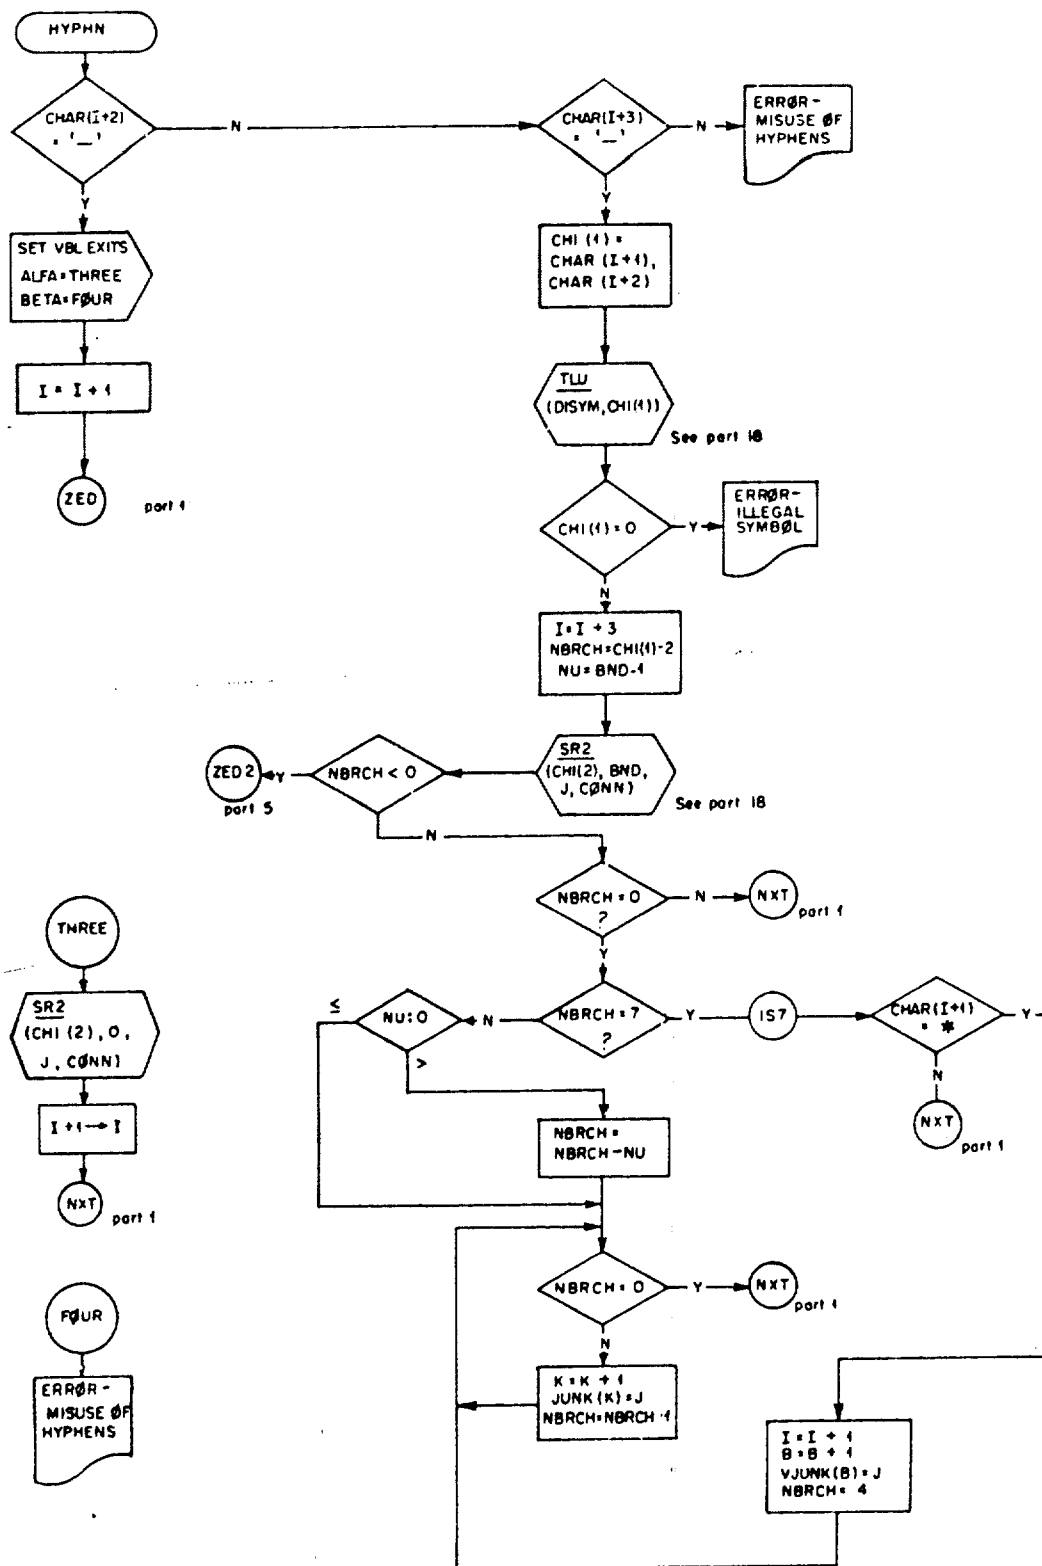 HYPHN
CHAR(I+2)
= '_'
N
CHAR(I+3)
= '_'
N
ERRØR-
MISUSE ØF
HYPHENS
Y
Y
SET VBL EXITS
ALFA=THREE
BETA=FØUR
CHI (1) =
CHAR (I+1),
CHAR (I+2)
I = I + 1
TLU
(DISYM,CHI(1))
See part 18
ZED
part 1
CHI(1)=0
Y
ERRØR-
ILLEGAL
SYMBØL
N
I=I + 3
NBRCH=CHI(1)-2
NU=BND-1
ZED 2
part 5
Y
NBRCH < 0
SR2
(CHI(2), BND,
J, CØNN)
See part 18
N
NBRCH = 0
?
N
NXT
part 1
Y
THREE
SR2
(CHI (2), 0,
J, CØNN)
≤
NU:0
N
NBRCH = 7
?
Y
IS7
CHAR(I+1)
= *
Y
>
N
NXT
part 1
I +1→I
NBRCH =
NBRCH -NU
NXT
part 1
NBRCH = 0
Y
NXT
part 1
N
FØUR
K = K + 1
JUNK(K)=J
NBRCH=NBRCH-1
ERRØR-
MISUSE ØF
HYPHENS
I = I + 1
B = B + 1
VJUNK(B)=J
NBRCH= 4